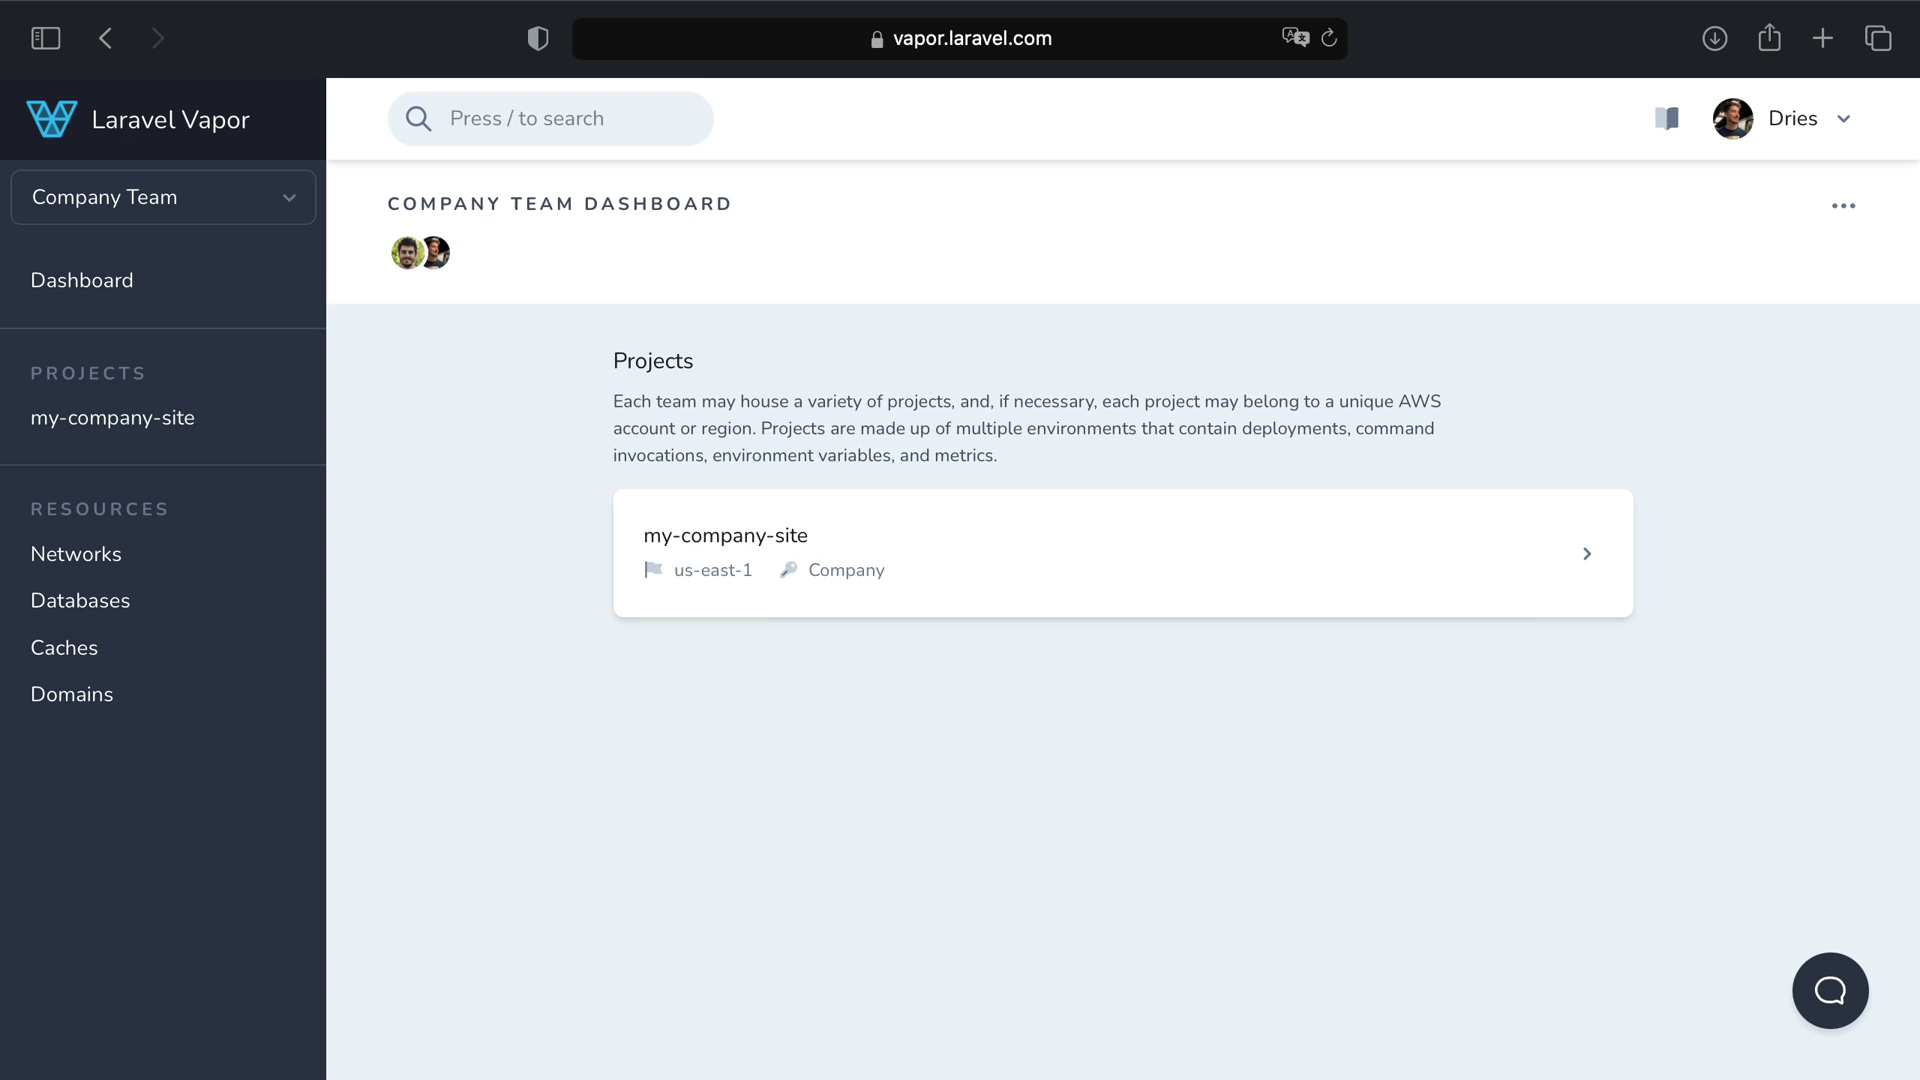 vapor.laravel.com
Laravel Vapor
Press / to search
Dries
Company Team
COMPANY TEAM DASHBOARD
Dashboard
PROJECTS
my-company-site
RESOURCES
Networks
Databases
Caches
Domains
Projects
Each team may house a variety of projects, and, if necessary, each project may belong to a unique AWS
account or region. Projects are made up of multiple environments that contain deployments, command
invocations, environment variables, and metrics.
my-company-site
us-east-1 Company